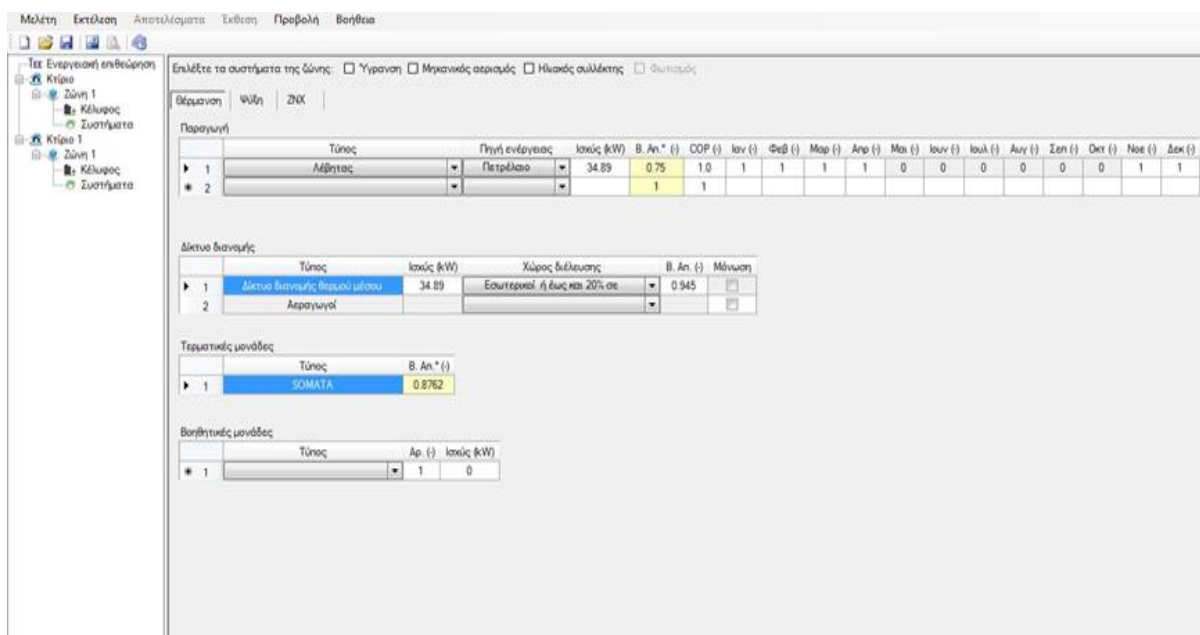 Μελέτη Εκτέλεση Αποτελέσματα Έκθεση Προβολή Βοήθεια
Τεε Ενεργειακή επιθεώρηση
Κτίριο
Ζώνη 1
Κέλυφος
Συστήματα
Κτίριο 1
Ζώνη 1
Κέλυφος
Συστήματα
Επιλέξτε τα συστήματα της ζώνης: Ύγρανση Μηχανικός αερισμός Ηλιακός συλλέκτης Φωτισμός
Θέρμανση Ψύξη ΖΝΧ
Παραγωγή
Τύπος Πηγή ενέργειας Ισχύς (kW) Β. Απ.* (-) COP (-) Ιαν (-) Φεβ (-) Μαρ (-) Απρ (-) Μαι (-) Ιουν (-) Ιουλ (-) Αυγ (-) Σεπ (-) Οκτ (-) Νοε (-) Δεκ (-)
1 Λέβητας Πετρέλαιο 34.89 0.75 1.0 1 1 1 1 0 0 0 0 0 0 1 1
2 1 1
Δίκτυο διανομής
Τύπος Ισχύς (kW) Χώρος διέλευσης Β. Απ. (-) Μόνωση
1 Δίκτυο διανομής θερμού μέσου 34.89 Εσωτερικοί ή έως και 20% σε 0.945
2 Αεραγωγοί
Τερματικές μονάδες
Τύπος Β. Απ.* (-)
1 SOMATA 0.8762
Βοηθητικές μονάδες
Τύπος Αρ. (-) Ισχύς (kW)
1 1 0